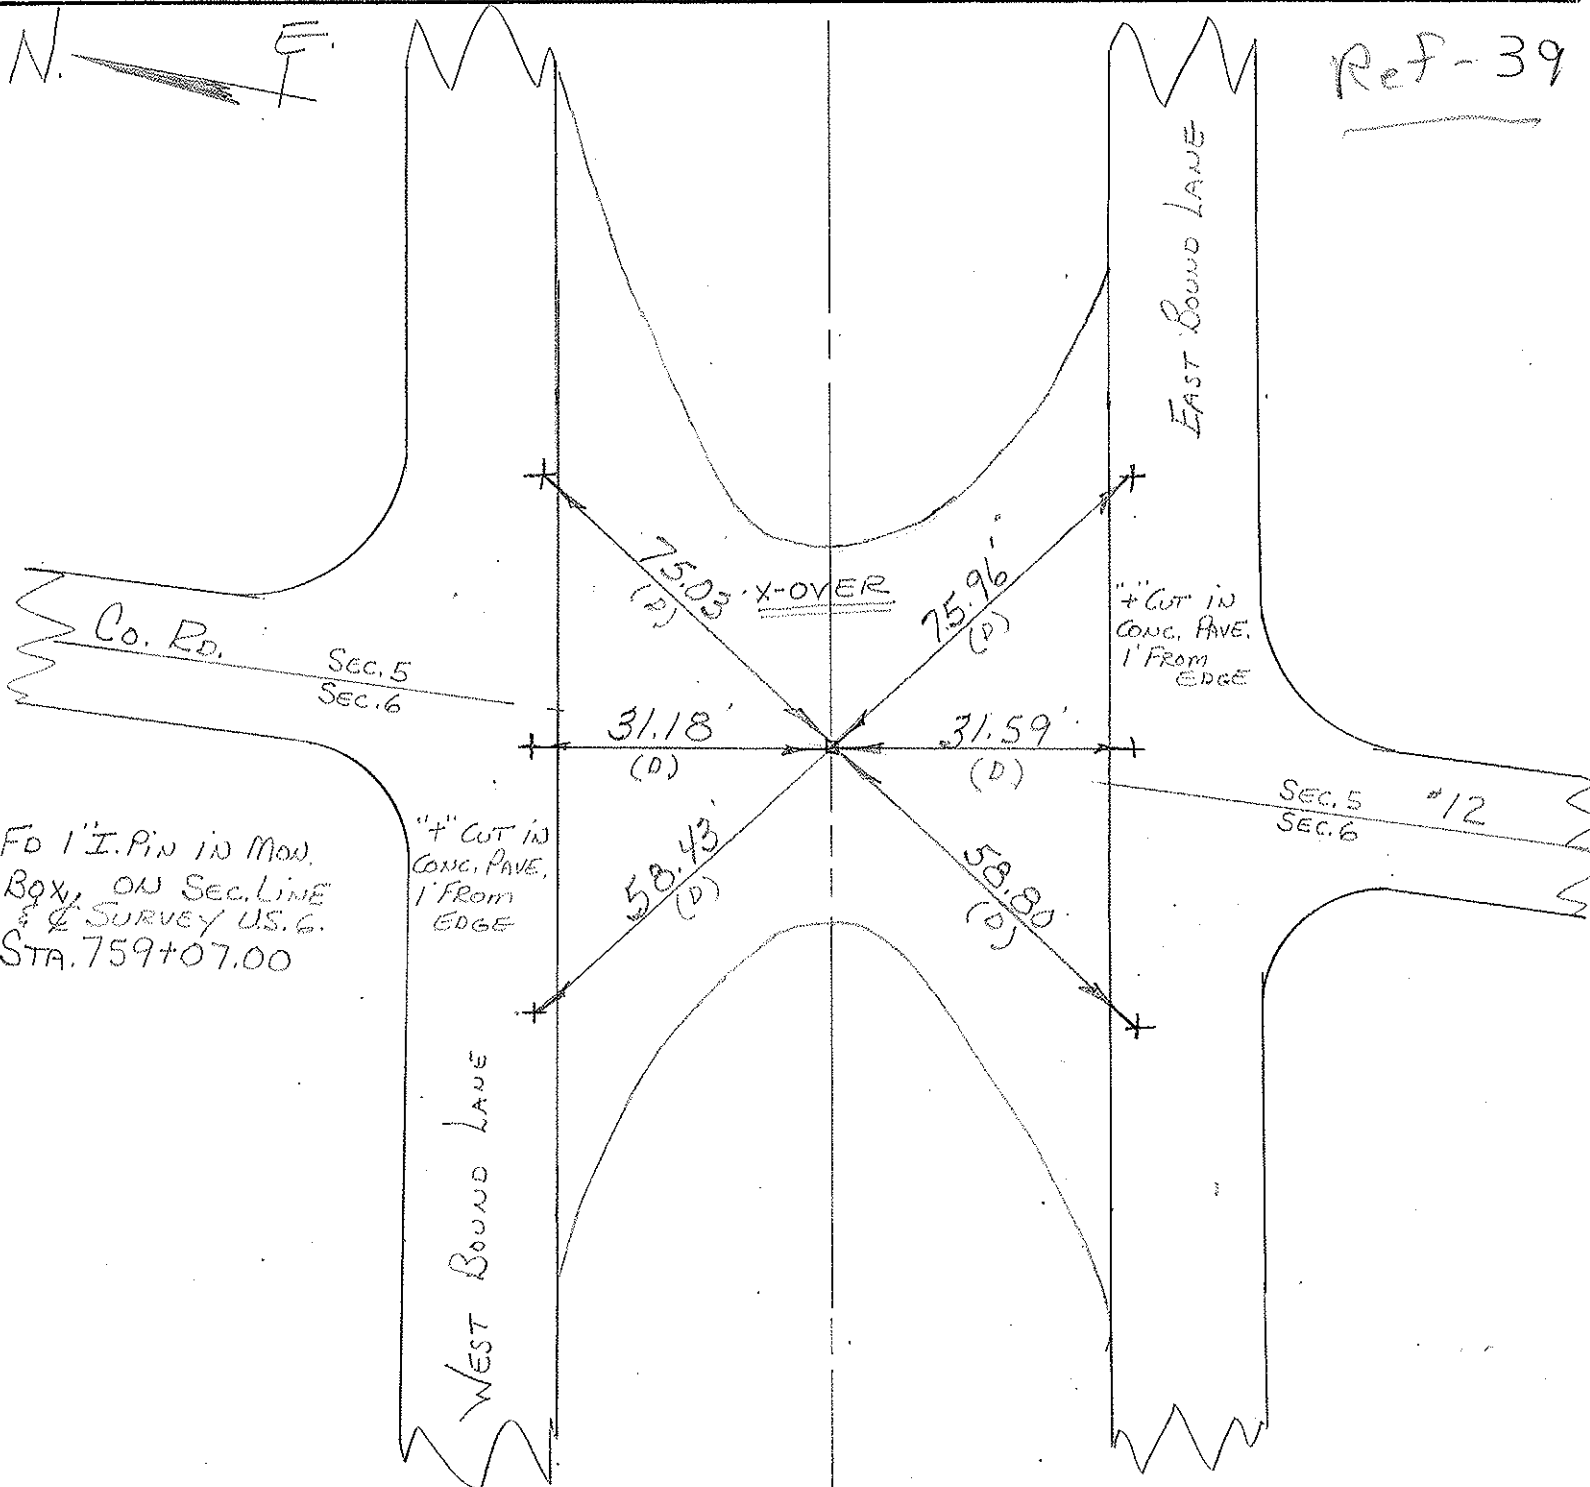 N.
E.
Ref-39
EAST BOUND LANE
75.03
(D)
X-OVER
75.96'
(D)
"+" CUT IN
CONC. PAVE.
1' FROM
EDGE
CO. RD.
SEC. 5
SEC. 6
31.18'
(D)
31.59'
(D)
SEC. 5
SEC. 6
#12
FD 1" I. PIN IN MON.
BOX, ON SEC. LINE
& ℄ SURVEY US. 6.
STA. 759+07.00
"+" CUT IN
CONC. PAVE,
1' FROM
EDGE
58.43'
(D)
58.80
(D)
WEST BOUND LANE